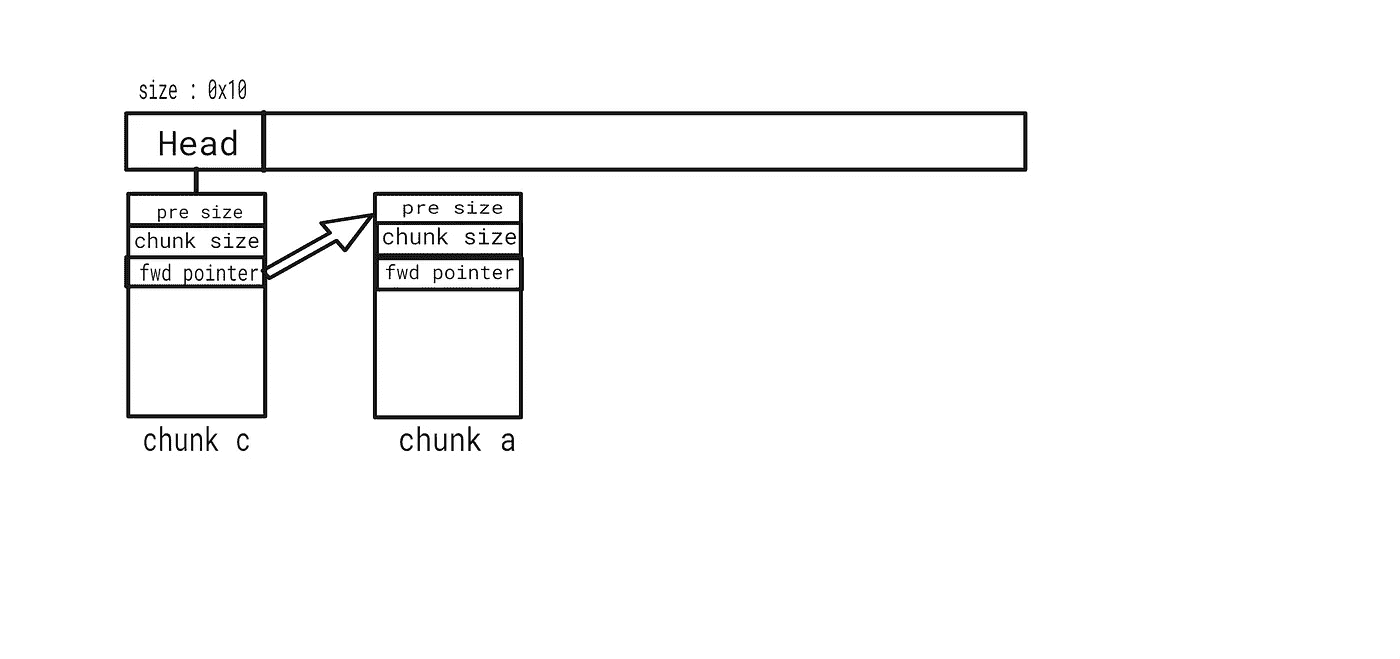 size : 0x10
Head
pre size
chunk size
fwd pointer
chunk c
pre size
chunk size
fwd pointer
chunk a